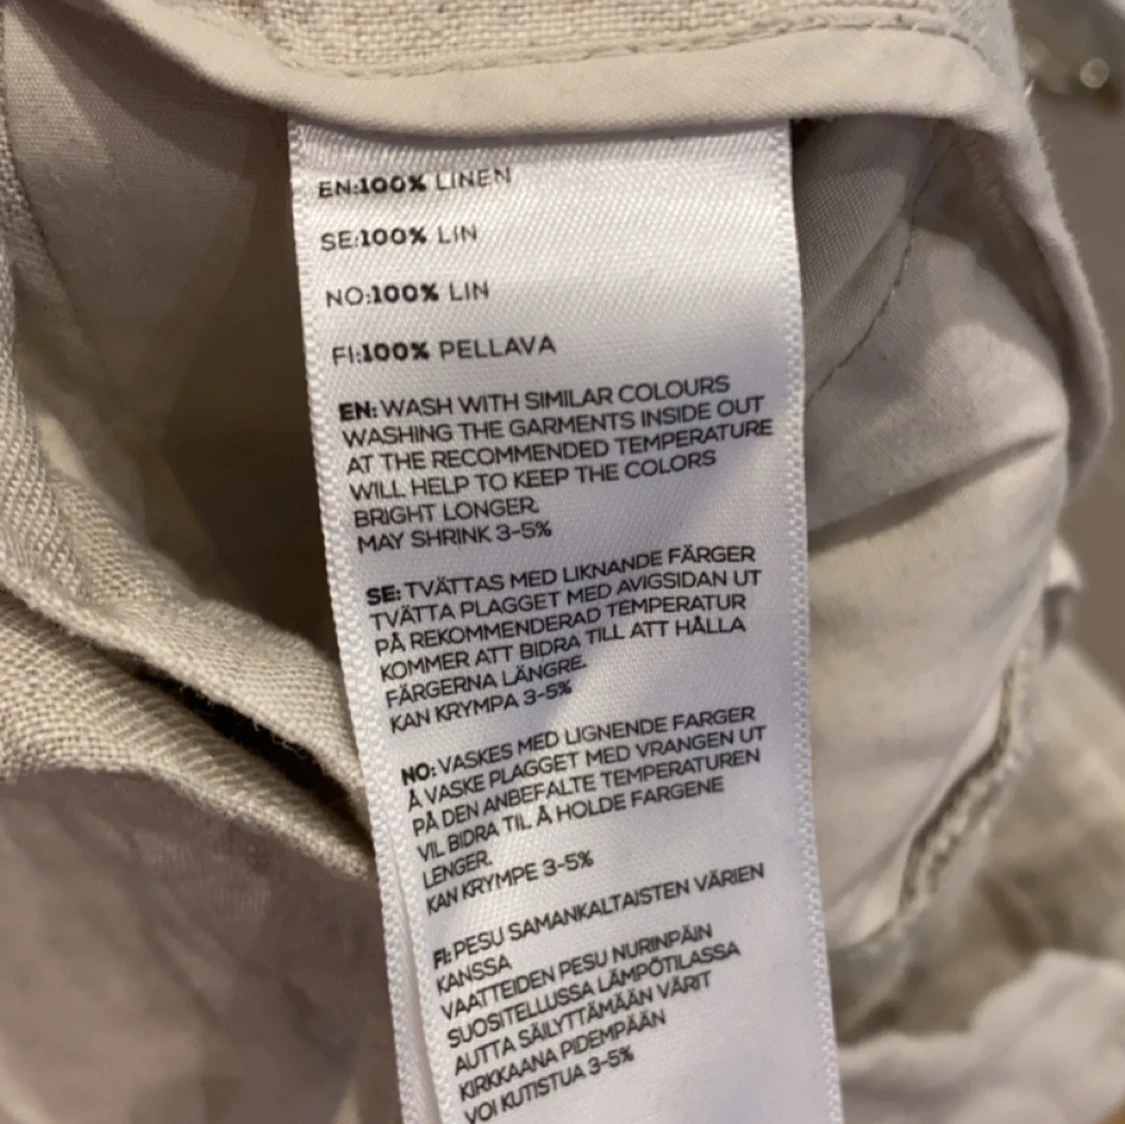 EN:100% LINEN
SE:100% LIN
NO:100% LIN
FI:100% PELLAVA
EN: WASH WITH SIMILAR COLOURS
WASHING THE GARMENTS INSIDE OUT
AT THE RECOMMENDED TEMPERATURE
WILL HELP TO KEEP THE COLORS
BRIGHT LONGER.
MAY SHRINK 3-5%
SE: TVÄTTAS MED LIKNANDE FÄRGER
TVÄTTA PLAGGET MED AVIGSIDAN UT
PÅ REKOMMENDERAD TEMPERATUR
KOMMER ATT BIDRA TILL ATT HÅLLA
FÄRGERNA LÄNGRE.
KAN KRYMPA 3-5%
NO: VASKES MED LIGNENDE FARGER
Å VASKE PLAGGET MED VRANGEN UT
PÅ DEN ANBEFALTE TEMPERATUREN
VIL BIDRA TIL Å HOLDE FARGENE
LENGER.
KAN KRYMPE 3-5%
FI: PESU SAMANKALTAISTEN VÄRIEN
KANSSA
VAATTEIDEN PESU NURINPÄIN
SUOSITELLUSSA LÄMPÖTILASSA
AUTTA SÄILYTTÄMÄÄN VÄRIT
KIRKKAANA PIDEMPÄÄN
VOI KUTISTUA 3-5%